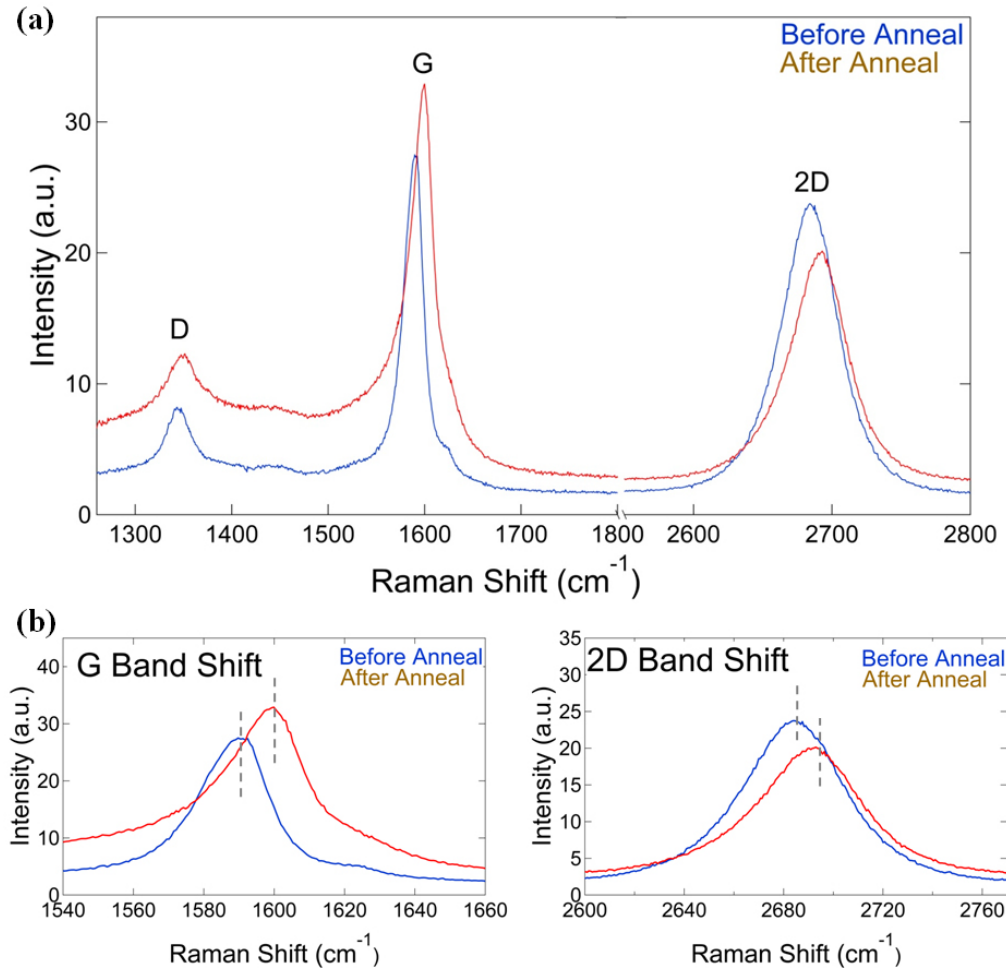 (a)
Before Anneal
After Anneal
G
D
2D
Intensity (a.u.)
30
20
10
0
1300 1400 1500 1600 1700 1800 2600 2700 2800
Raman Shift (cm-1)
(b)
G Band Shift
Before Anneal
After Anneal
Intensity (a.u.)
40
30
20
10
0
1540 1560 1580 1600 1620 1640 1660
Raman Shift (cm-1)
2D Band Shift
Before Anneal
After Anneal
Intensity (a.u.)
35
30
25
20
15
10
5
0
2600 2640 2680 2720 2760
Raman Shift (cm-1)